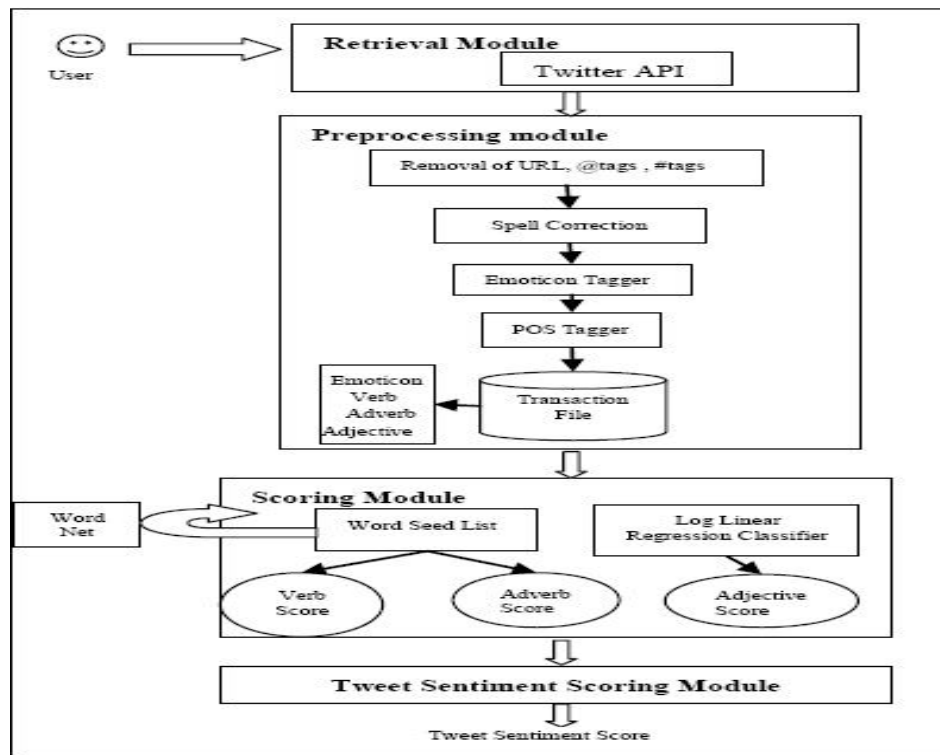 Retrieval Module
User
Twitter API
Preprocessing module
Removal of URL, @tags , #tags
Spell Correction
Emoticon Tagger
POS Tagger
Emoticon
Verb
Adverb
Adjective
Transaction
File
Scoring Module
Word
Net
Word Seed List
Log Linear
Regression Classifier
Verb
Score
Adverb
Score
Adjective
Score
Tweet Sentiment Scoring Module
Tweet Sentiment Score